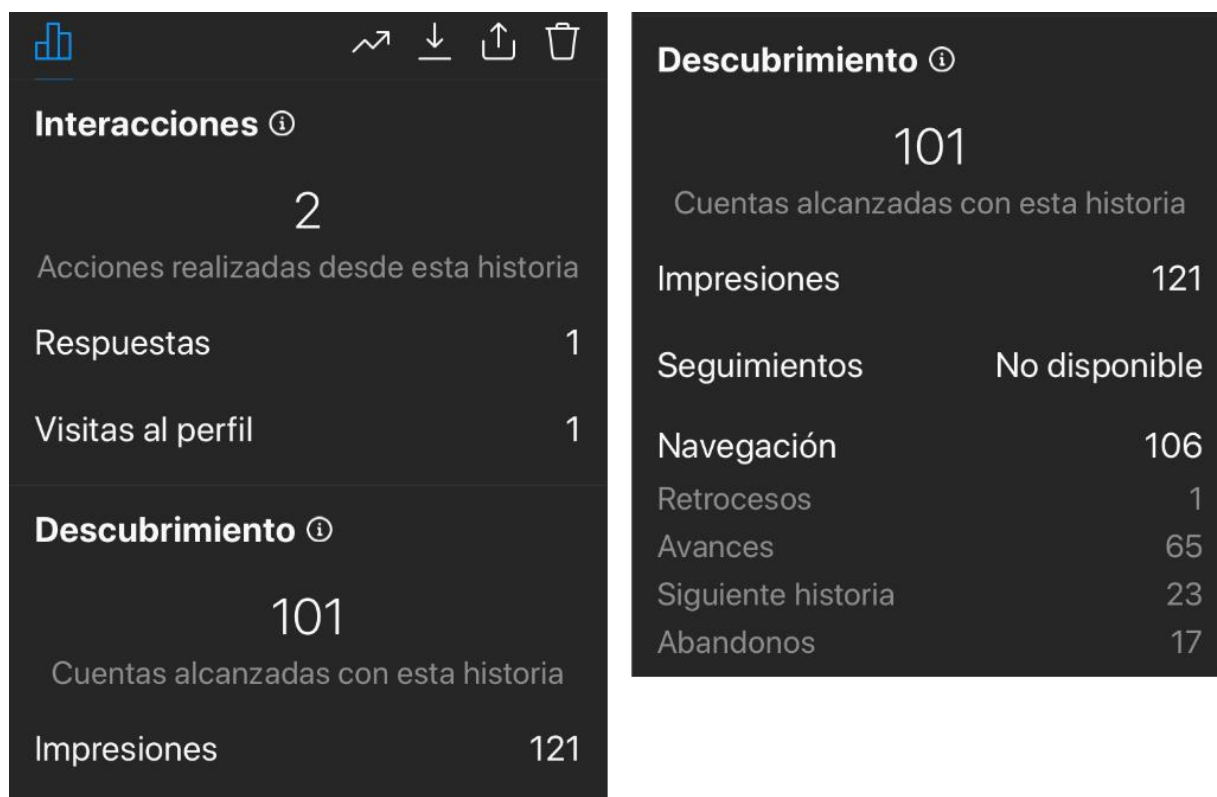 Interacciones
2
Acciones realizadas desde esta historia
Respuestas 1
Visitas al perfil 1
Descubrimiento
101
Cuentas alcanzadas con esta historia
Impresiones 121
Descubrimiento
101
Cuentas alcanzadas con esta historia
Impresiones 121
Seguimientos No disponible
Navegación 106
Retrocesos 1
Avances 65
Siguiente historia 23
Abandonos 17